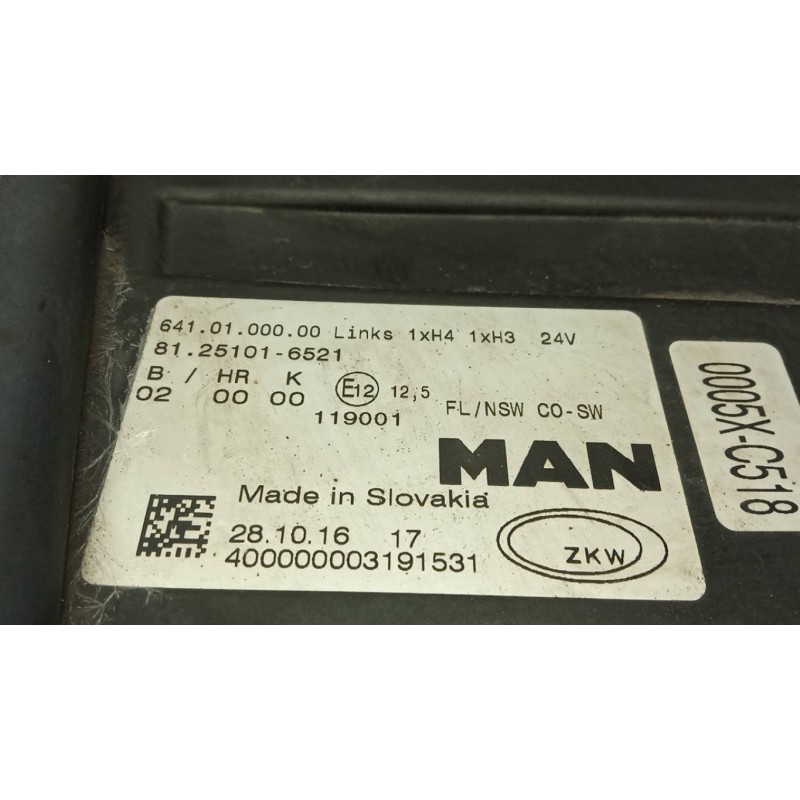 641.01.000.00 Links 1xH4 1xH3 24V
81.25101-6521
B / HR K
02 00 00 E12 12,5 FL/NSW CO-SW
119001
MAN
Made in Slovakia
28.10.16 17
400000003191531
ZKW
0005X-C518